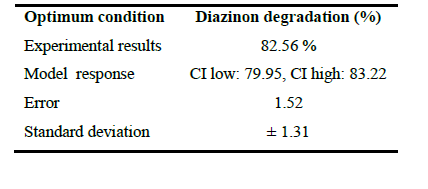 Optimum condition Diazinon degradation (%)
Experimental results 82.56 %
Model response CI low: 79.95, CI high: 83.22
Error 1.52
Standard deviation ± 1.31